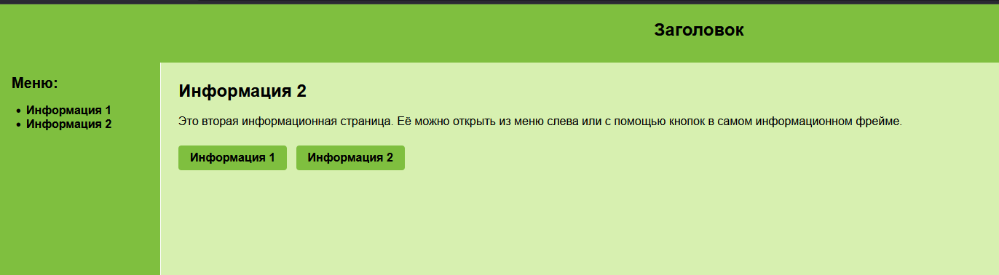 Заголовок
Меню:
Информация 1
Информация 2
Информация 2
Это вторая информационная страница. Её можно открыть из меню слева или с помощью кнопок в самом информационном фрейме.
Информация 1
Информация 2